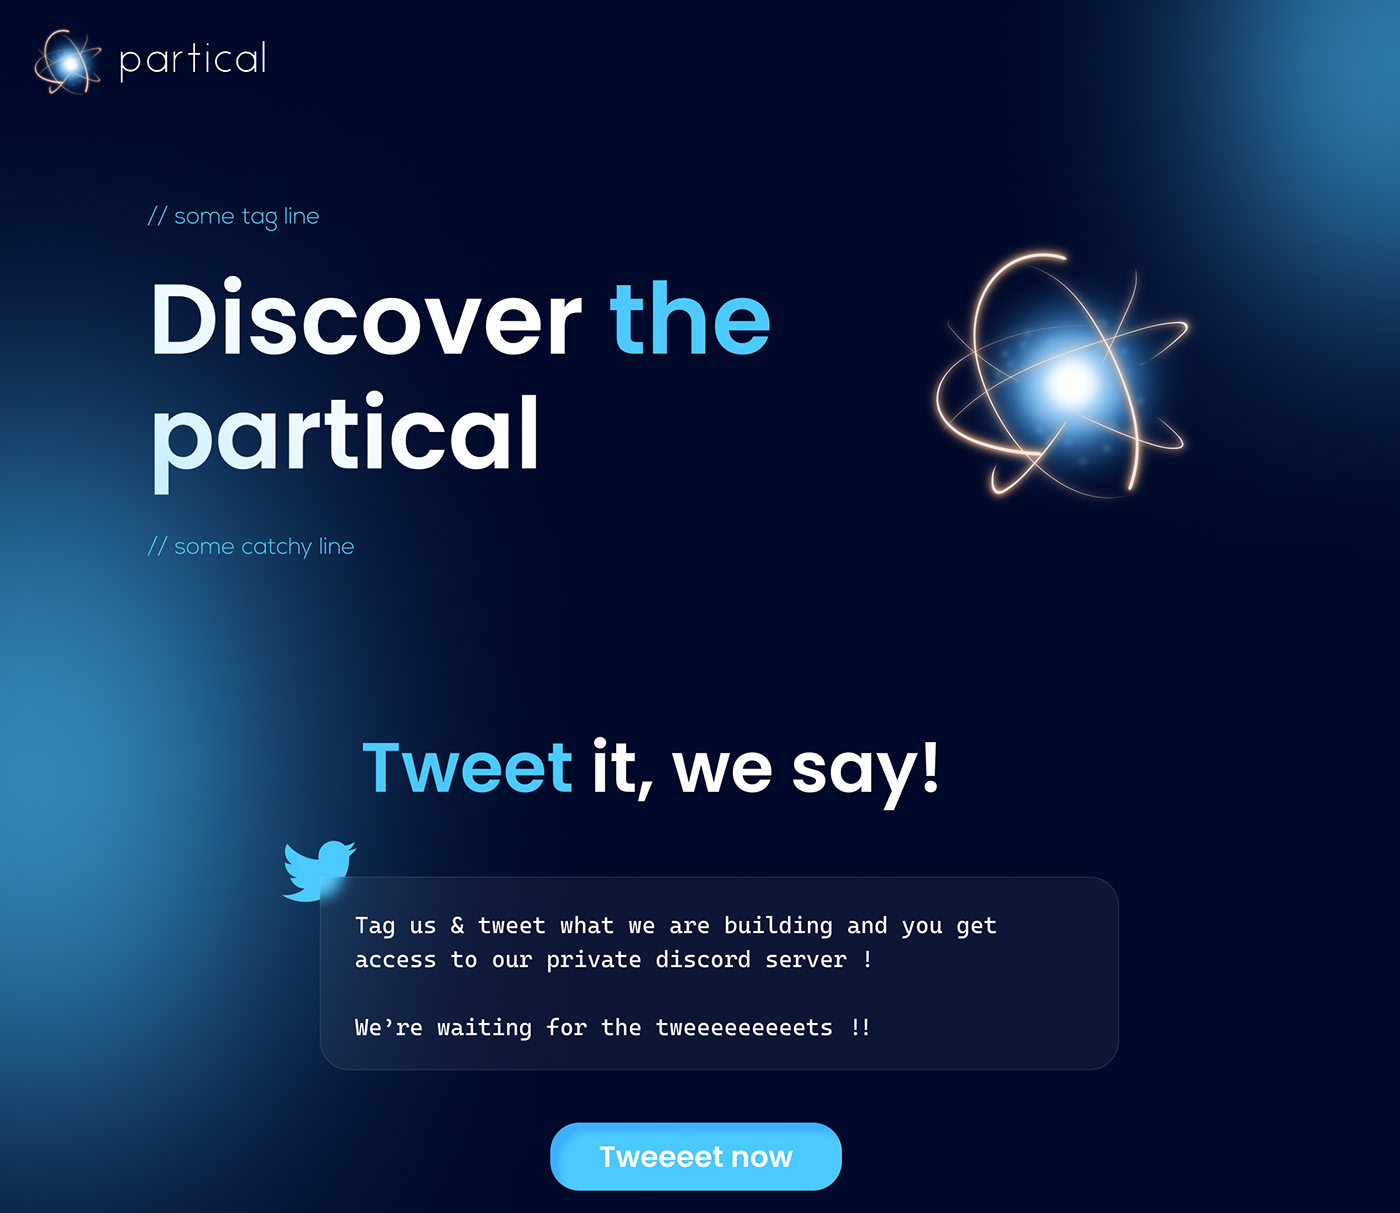 partical
// some tag line
Discover the
partical
// some catchy line
Tweet it, we say!
Tag us & tweet what we are building and you get
access to our private discord server !
We’re waiting for the tweeeeeeeeets !!
Tweeeet now